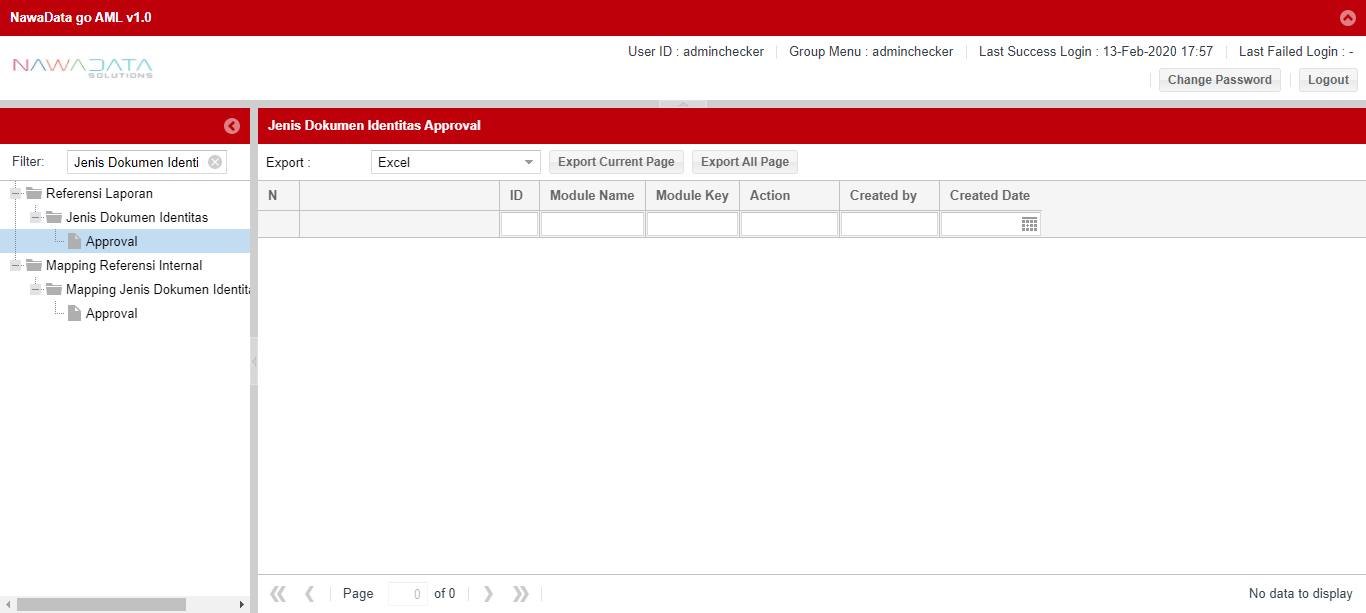 NawaData go AML v1.0
NAWADATA
SOLUTIONS
User ID : adminchecker
Group Menu : adminchecker
Last Success Login : 13-Feb-2020 17:57
Last Failed Login : -
Change Password
Logout
Filter:
Jenis Dokumen Identi
Referensi Laporan
Jenis Dokumen Identitas
Approval
Mapping Referensi Internal
Mapping Jenis Dokumen Identita
Approval
Jenis Dokumen Identitas Approval
Export :
Excel
Export Current Page
Export All Page
N
ID
Module Name
Module Key
Action
Created by
Created Date
Page
0
of 0
No data to display